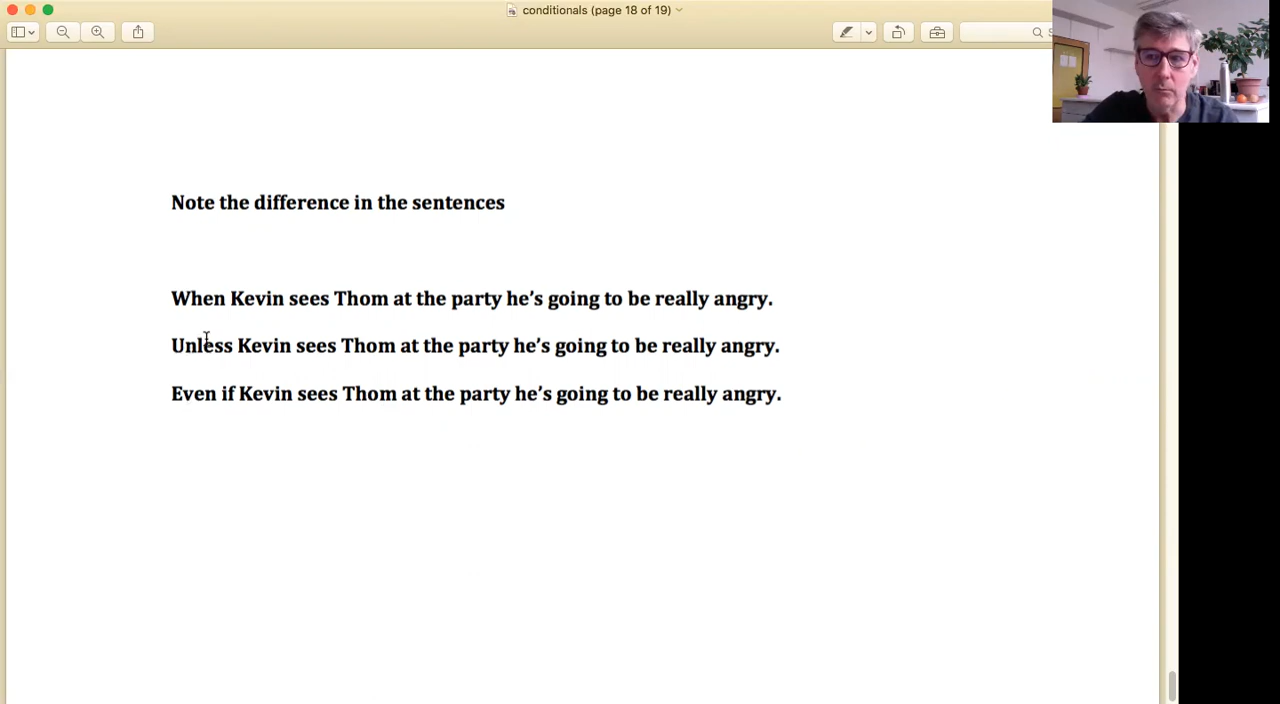 conditionals (page 18 of 19)
S
Note the difference in the sentences
When Kevin sees Thom at the party he’s going to be really angry.
Unless Kevin sees Thom at the party he’s going to be really angry.
Even if Kevin sees Thom at the party he’s going to be really angry.